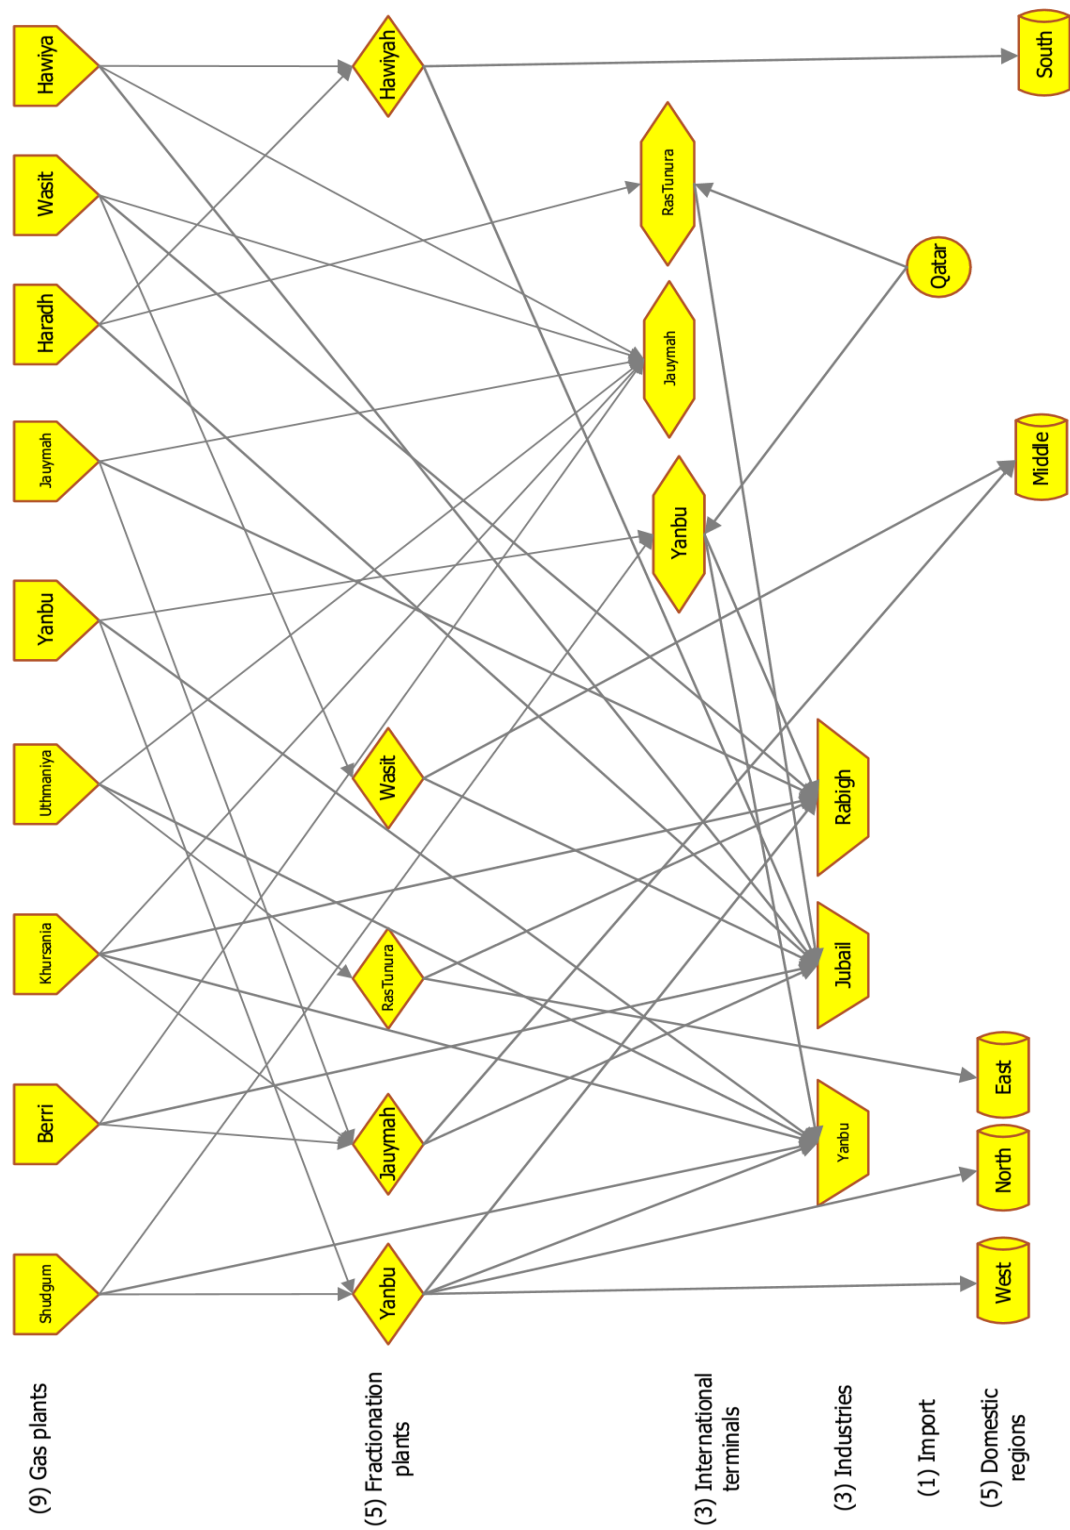 (9) Gas plants
Shudgum
Berri
Khursania
Uthmaniya
Yanbu
Jauymah
Haradh
Wasit
Hawiya
(5) Fractionation
plants
Yanbu
Jauymah
RasTunura
Wasit
Hawiyah
(3) International
terminals
Yanbu
Jauymah
RasTunura
(3) Industries
Yanbu
Jubail
Rabigh
(1) Import
Qatar
(5) Domestic
regions
West
North
East
Middle
South